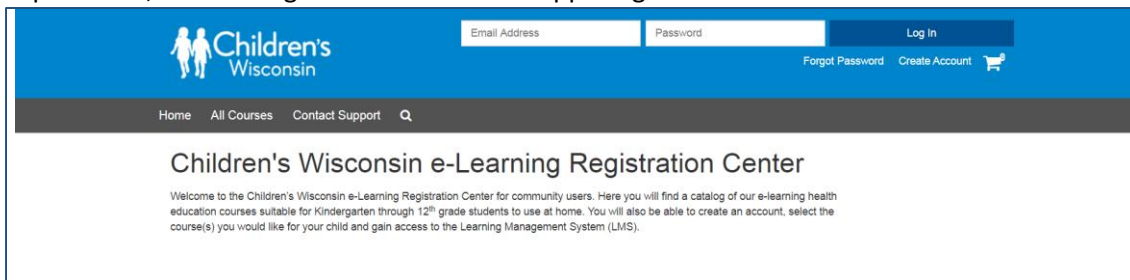 Children's
Wisconsin
Email Address
Password
Log In
Forgot Password
Create Account
0
Home
All Courses
Contact Support
Children's Wisconsin e-Learning Registration Center
Welcome to the Children's Wisconsin e-Learning Registration Center for community users. Here you will find a catalog of our e-learning health
education courses suitable for Kindergarten through 12th grade students to use at home. You will also be able to create an account, select the
course(s) you would like for your child and gain access to the Learning Management System (LMS).